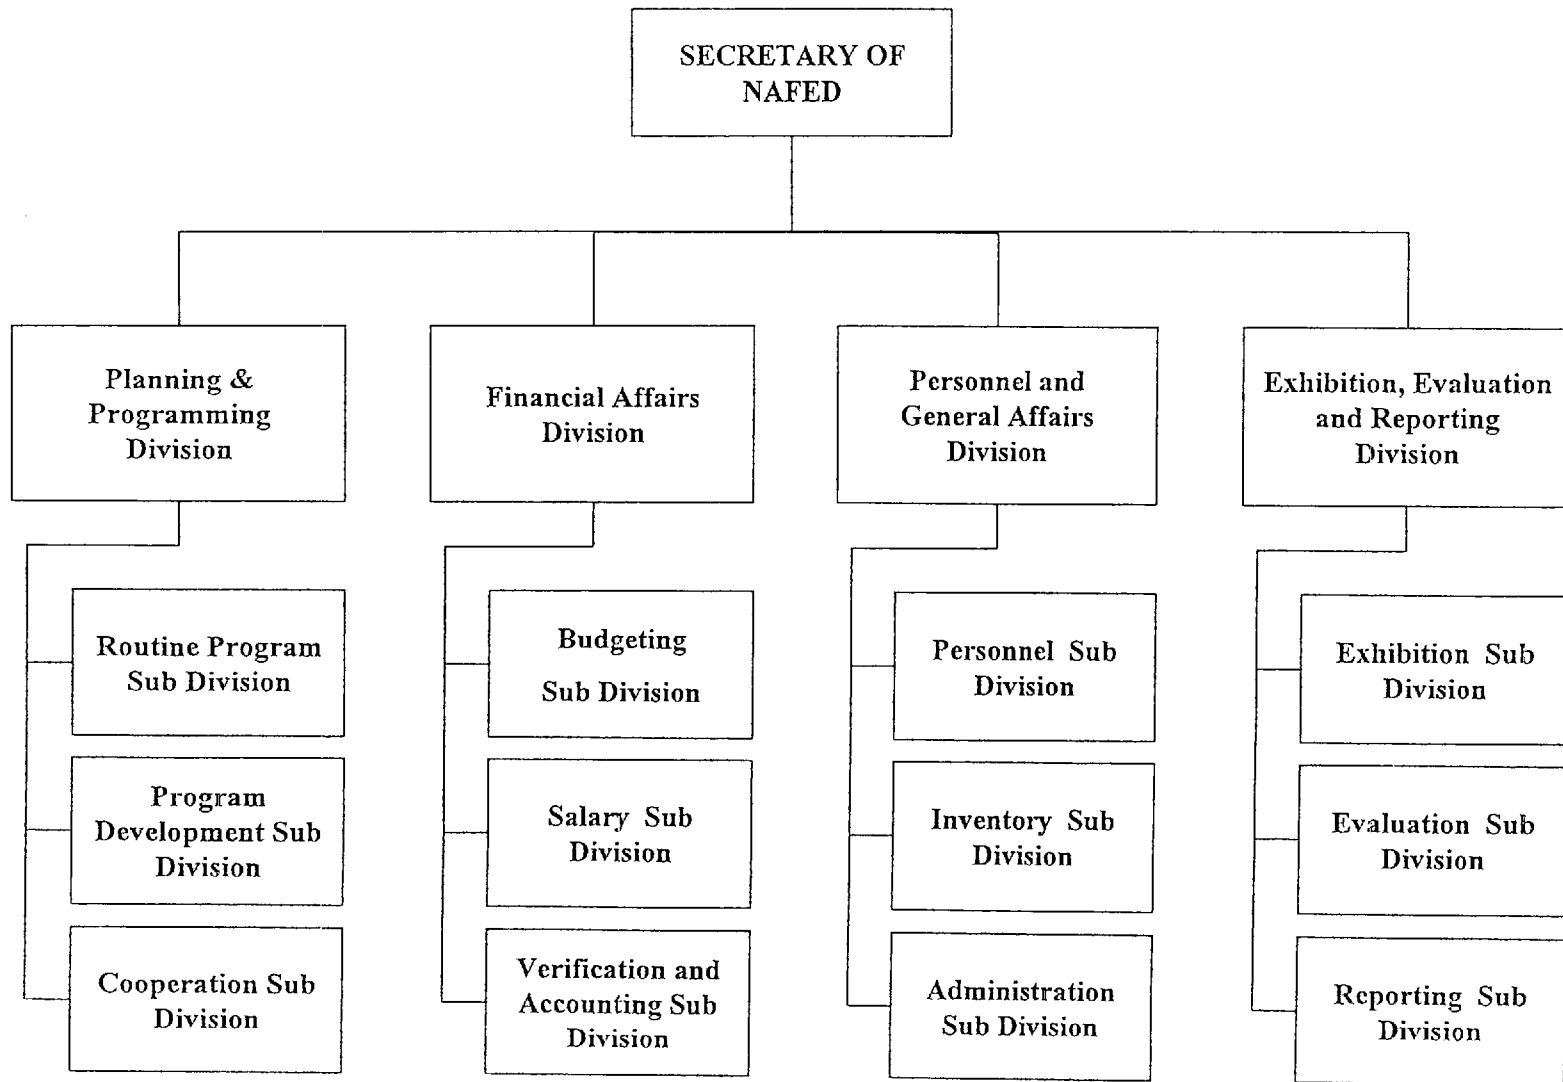 SECRETARY OF
NAFED
Planning &
Programming
Division
Financial Affairs
Division
Personnel and
General Affairs
Division
Exhibition, Evaluation
and Reporting
Division
Routine Program
Sub Division
Program
Development Sub
Division
Cooperation Sub
Division
Budgeting
Sub Division
Salary Sub
Division
Verification and
Accounting Sub
Division
Personnel Sub
Division
Inventory Sub
Division
Administration
Sub Division
Exhibition Sub
Division
Evaluation Sub
Division
Reporting Sub
Division